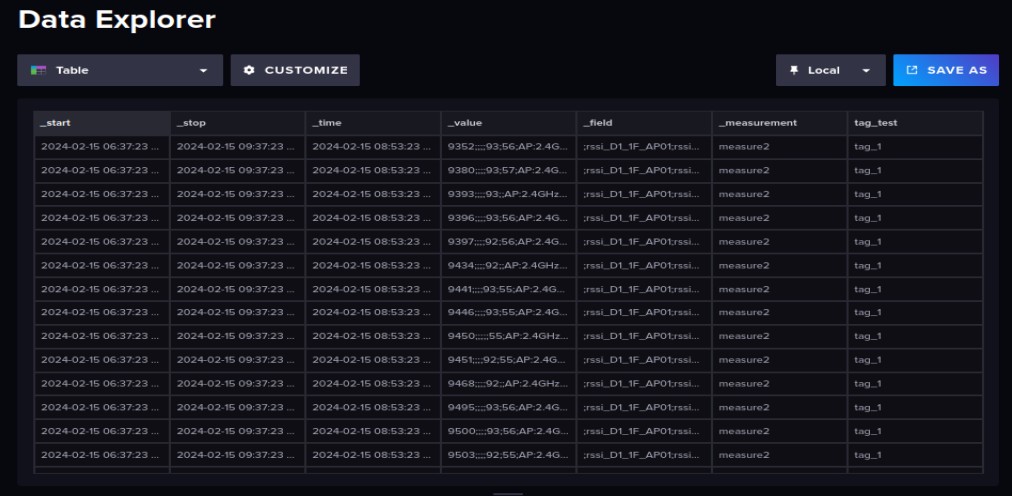 Data Explorer
Table CUSTOMIZE Local SAVE AS
_start _stop _time _value _field _measurement tag_test
2024-02-15 06:37:23 ... 2024-02-15 09:37:23 ... 2024-02-15 08:53:23 ... 9352;;;;93;56;AP:2.4G... ;rssi_D1_1F_AP01;rssi... measure2 tag_1
2024-02-15 06:37:23 ... 2024-02-15 09:37:23 ... 2024-02-15 08:53:23 ... 9380;;;;93;57;AP:2.4G... ;rssi_D1_1F_AP01;rssi... measure2 tag_1
2024-02-15 06:37:23 ... 2024-02-15 09:37:23 ... 2024-02-15 08:53:23 ... 9393;;;;93;;AP:2.4GHz... ;rssi_D1_1F_AP01;rssi... measure2 tag_1
2024-02-15 06:37:23 ... 2024-02-15 09:37:23 ... 2024-02-15 08:53:23 ... 9396;;;;93;56;AP:2.4G... ;rssi_D1_1F_AP01;rssi... measure2 tag_1
2024-02-15 06:37:23 ... 2024-02-15 09:37:23 ... 2024-02-15 08:53:23 ... 9397;;;;92;56;AP:2.4G... ;rssi_D1_1F_AP01;rssi... measure2 tag_1
2024-02-15 06:37:23 ... 2024-02-15 09:37:23 ... 2024-02-15 08:53:23 ... 9434;;;;92;;AP:2.4GHz... ;rssi_D1_1F_AP01;rssi... measure2 tag_1
2024-02-15 06:37:23 ... 2024-02-15 09:37:23 ... 2024-02-15 08:53:23 ... 9441;;;;93;55;AP:2.4G... ;rssi_D1_1F_AP01;rssi... measure2 tag_1
2024-02-15 06:37:23 ... 2024-02-15 09:37:23 ... 2024-02-15 08:53:23 ... 9446;;;;93;55;AP:2.4G... ;rssi_D1_1F_AP01;rssi... measure2 tag_1
2024-02-15 06:37:23 ... 2024-02-15 09:37:23 ... 2024-02-15 08:53:23 ... 9450;;;;;55;AP:2.4GHz... ;rssi_D1_1F_AP01;rssi... measure2 tag_1
2024-02-15 06:37:23 ... 2024-02-15 09:37:23 ... 2024-02-15 08:53:23 ... 9451;;;;92;55;AP:2.4G... ;rssi_D1_1F_AP01;rssi... measure2 tag_1
2024-02-15 06:37:23 ... 2024-02-15 09:37:23 ... 2024-02-15 08:53:23 ... 9468;;;;92;;AP:2.4GHz... ;rssi_D1_1F_AP01;rssi... measure2 tag_1
2024-02-15 06:37:23 ... 2024-02-15 09:37:23 ... 2024-02-15 08:53:23 ... 9495;;;;93;56;AP:2.4G... ;rssi_D1_1F_AP01;rssi... measure2 tag_1
2024-02-15 06:37:23 ... 2024-02-15 09:37:23 ... 2024-02-15 08:53:23 ... 9500;;;;93;56;AP:2.4G... ;rssi_D1_1F_AP01;rssi... measure2 tag_1
2024-02-15 06:37:23 ... 2024-02-15 09:37:23 ... 2024-02-15 08:53:23 ... 9503;;;;92;55;AP:2.4G... ;rssi_D1_1F_AP01;rssi... measure2 tag_1